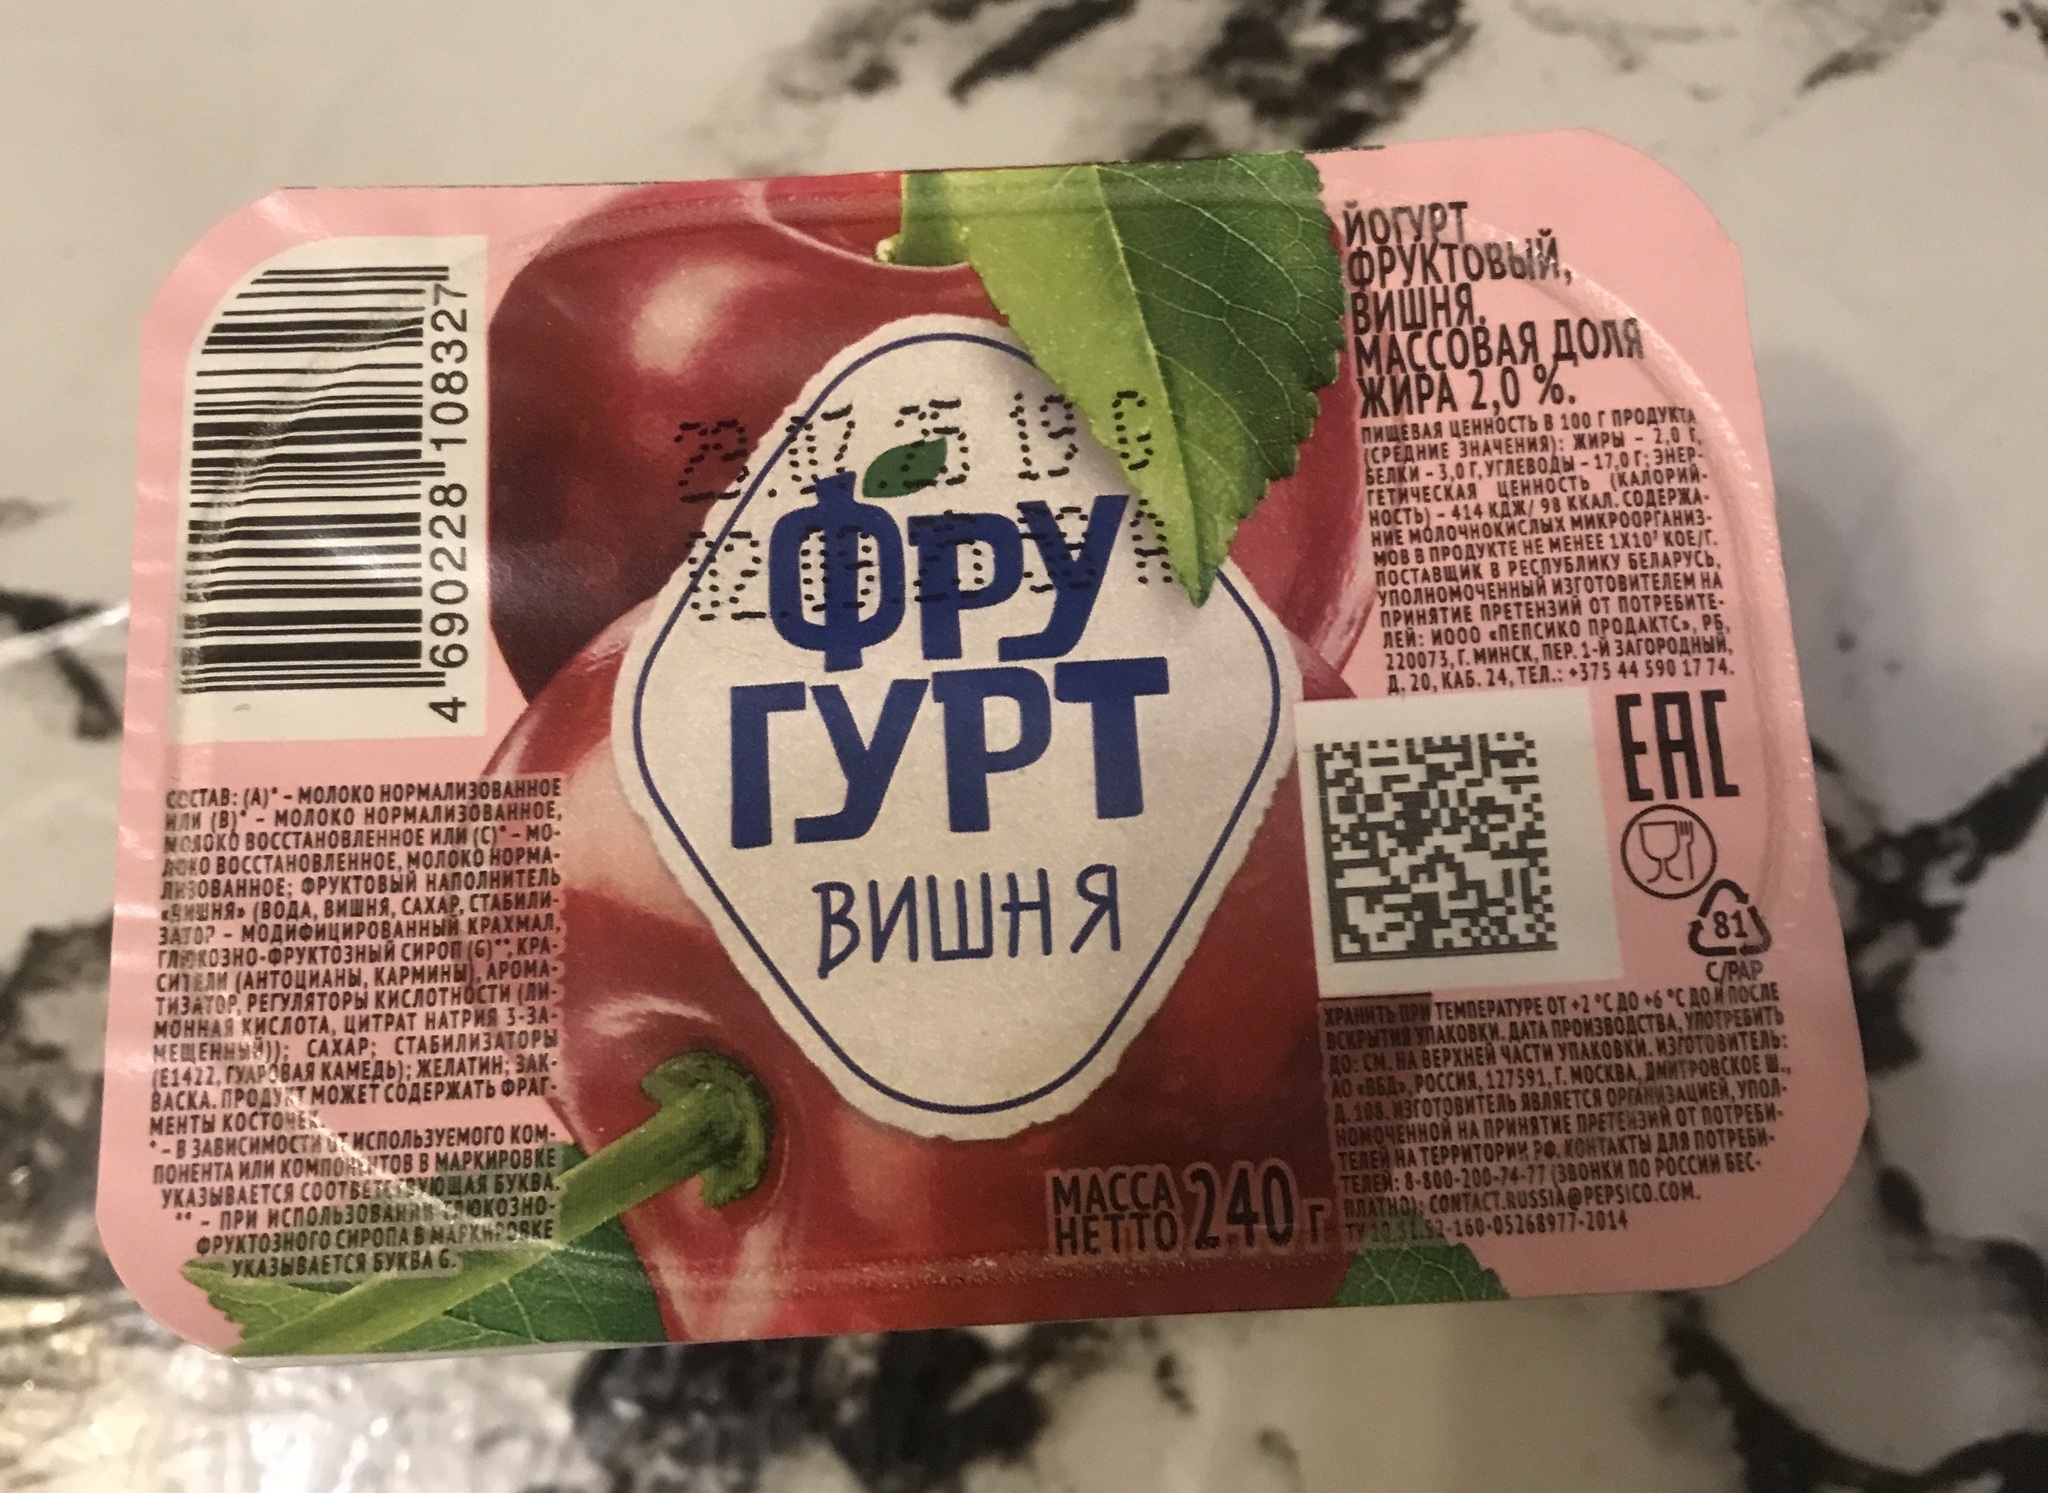 4 690228 108327
СОСТАВ: (А)* – МОЛОКО НОРМАЛИЗОВАННОЕ
ИЛИ (В)* – МОЛОКО НОРМАЛИЗОВАННОЕ,
МОЛОКО ВОССТАНОВЛЕННОЕ ИЛИ (С)* – МО-
ЛОКО ВОССТАНОВЛЕННОЕ, МОЛОКО НОРМА-
ЛИЗОВАННОЕ; ФРУКТОВЫЙ НАПОЛНИТЕЛЬ
«ВИШНЯ» (ВОДА, ВИШНЯ, САХАР, СТАБИЛИ-
ЗАТОР – МОДИФИЦИРОВАННЫЙ КРАХМАЛ,
ГЛЮКОЗНО-ФРУКТОЗНЫЙ СИРОП (G)**, КРА-
СИТЕЛИ (АНТОЦИАНЫ, КАРМИНЫ), АРОМА-
ТИЗАТОР, РЕГУЛЯТОРЫ КИСЛОТНОСТИ (ЛИ-
МОННАЯ КИСЛОТА, ЦИТРАТ НАТРИЯ 3-ЗА-
МЕЩЕННЫЙ)); САХАР; СТАБИЛИЗАТОРЫ
(Е1422, ГУАРОВАЯ КАМЕДЬ); ЖЕЛАТИН; ЗАК-
ВАСКА. ПРОДУКТ МОЖЕТ СОДЕРЖАТЬ ФРАГ-
МЕНТЫ КОСТОЧЕК.
* – В ЗАВИСИМОСТИ ОТ ИСПОЛЬЗУЕМОГО КОМ-
ПОНЕНТА ИЛИ КОМПОНЕНТОВ В МАРКИРОВКЕ
УКАЗЫВАЕТСЯ СООТВЕТСТВУЮЩАЯ БУКВА.
** – ПРИ ИСПОЛЬЗОВАНИИ ГЛЮКОЗНО-
ФРУКТОЗНОГО СИРОПА В МАРКИРОВКЕ
УКАЗЫВАЕТСЯ БУКВА G.
ФРУ
ГУРТ
ВИШНЯ
МАССА
НЕТТО 240 г
ЙОГУРТ
ФРУКТОВЫЙ,
ВИШНЯ.
МАССОВАЯ ДОЛЯ
ЖИРА 2,0 %.
ПИЩЕВАЯ ЦЕННОСТЬ В 100 Г ПРОДУКТА
(СРЕДНИЕ ЗНАЧЕНИЯ): ЖИРЫ – 2,0 Г,
БЕЛКИ – 3,0 Г, УГЛЕВОДЫ – 17,0 Г; ЭНЕР-
ГЕТИЧЕСКАЯ ЦЕННОСТЬ (КАЛОРИЙ-
НОСТЬ) – 414 КДЖ/ 98 ККАЛ. СОДЕРЖА-
НИЕ МОЛОЧНОКИСЛЫХ МИКРООРГАНИЗ-
МОВ В ПРОДУКТЕ НЕ МЕНЕЕ 1Х10⁷ КОЕ/Г.
ПОСТАВЩИК В РЕСПУБЛИКУ БЕЛАРУСЬ,
УПОЛНОМОЧЕННЫЙ ИЗГОТОВИТЕЛЕМ НА
ПРИНЯТИЕ ПРЕТЕНЗИЙ ОТ ПОТРЕБИТЕ-
ЛЕЙ: ИООО «ПЕПСИКО ПРОДАКТС», РБ,
220073, Г. МИНСК, ПЕР. 1-Й ЗАГОРОДНЫЙ,
Д. 20, КАБ. 24, ТЕЛ.: +375 44 590 17 74.
ЕАС
81
C/PAP
ХРАНИТЬ ПРИ ТЕМПЕРАТУРЕ ОТ +2 °С ДО +6 °С ДО И ПОСЛЕ
ВСКРЫТИЯ УПАКОВКИ. ДАТА ПРОИЗВОДСТВА, УПОТРЕБИТЬ
ДО: СМ. НА ВЕРХНЕЙ ЧАСТИ УПАКОВКИ. ИЗГОТОВИТЕЛЬ:
АО «ВБД», РОССИЯ, 127591, Г. МОСКВА, ДМИТРОВСКОЕ Ш.,
Д. 108. ИЗГОТОВИТЕЛЬ ЯВЛЯЕТСЯ ОРГАНИЗАЦИЕЙ, УПОЛ-
НОМОЧЕННОЙ НА ПРИНЯТИЕ ПРЕТЕНЗИЙ ОТ ПОТРЕБИ-
ТЕЛЕЙ НА ТЕРРИТОРИИ РФ. КОНТАКТЫ ДЛЯ ПОТРЕБИ-
ТЕЛЕЙ: 8-800-200-74-77 (ЗВОНКИ ПО РОССИИ БЕС-
ПЛАТНО); CONTACT.RUSSIA@PEPSICO.COM.
ТУ 10.51.52-160-05268977-2014